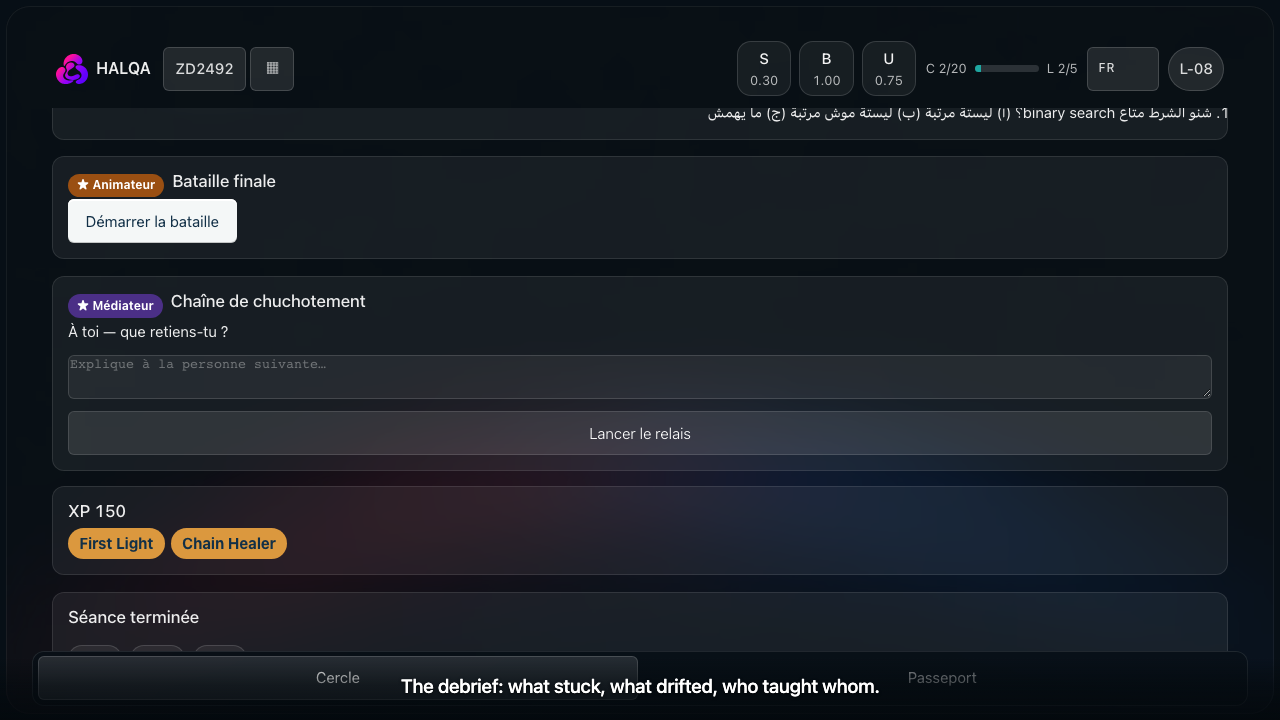 HALQA
ZD2492
S
0.30
B
1.00
U
0.75
C 2/20
L 2/5
FR
L-08
1. شنو الشرط متاع binary search؟ (ا) ليستة مرتبة (ب) ليستة موش مرتبة (ج) ما يهمش
Animateur Bataille finale
Démarrer la bataille
Médiateur Chaîne de chuchotement
À toi — que retiens-tu ?
Explique à la personne suivante…
Lancer le relais
XP 150
First Light Chain Healer
Séance terminée
Cercle
Passeport
The debrief: what stuck, what drifted, who taught whom.